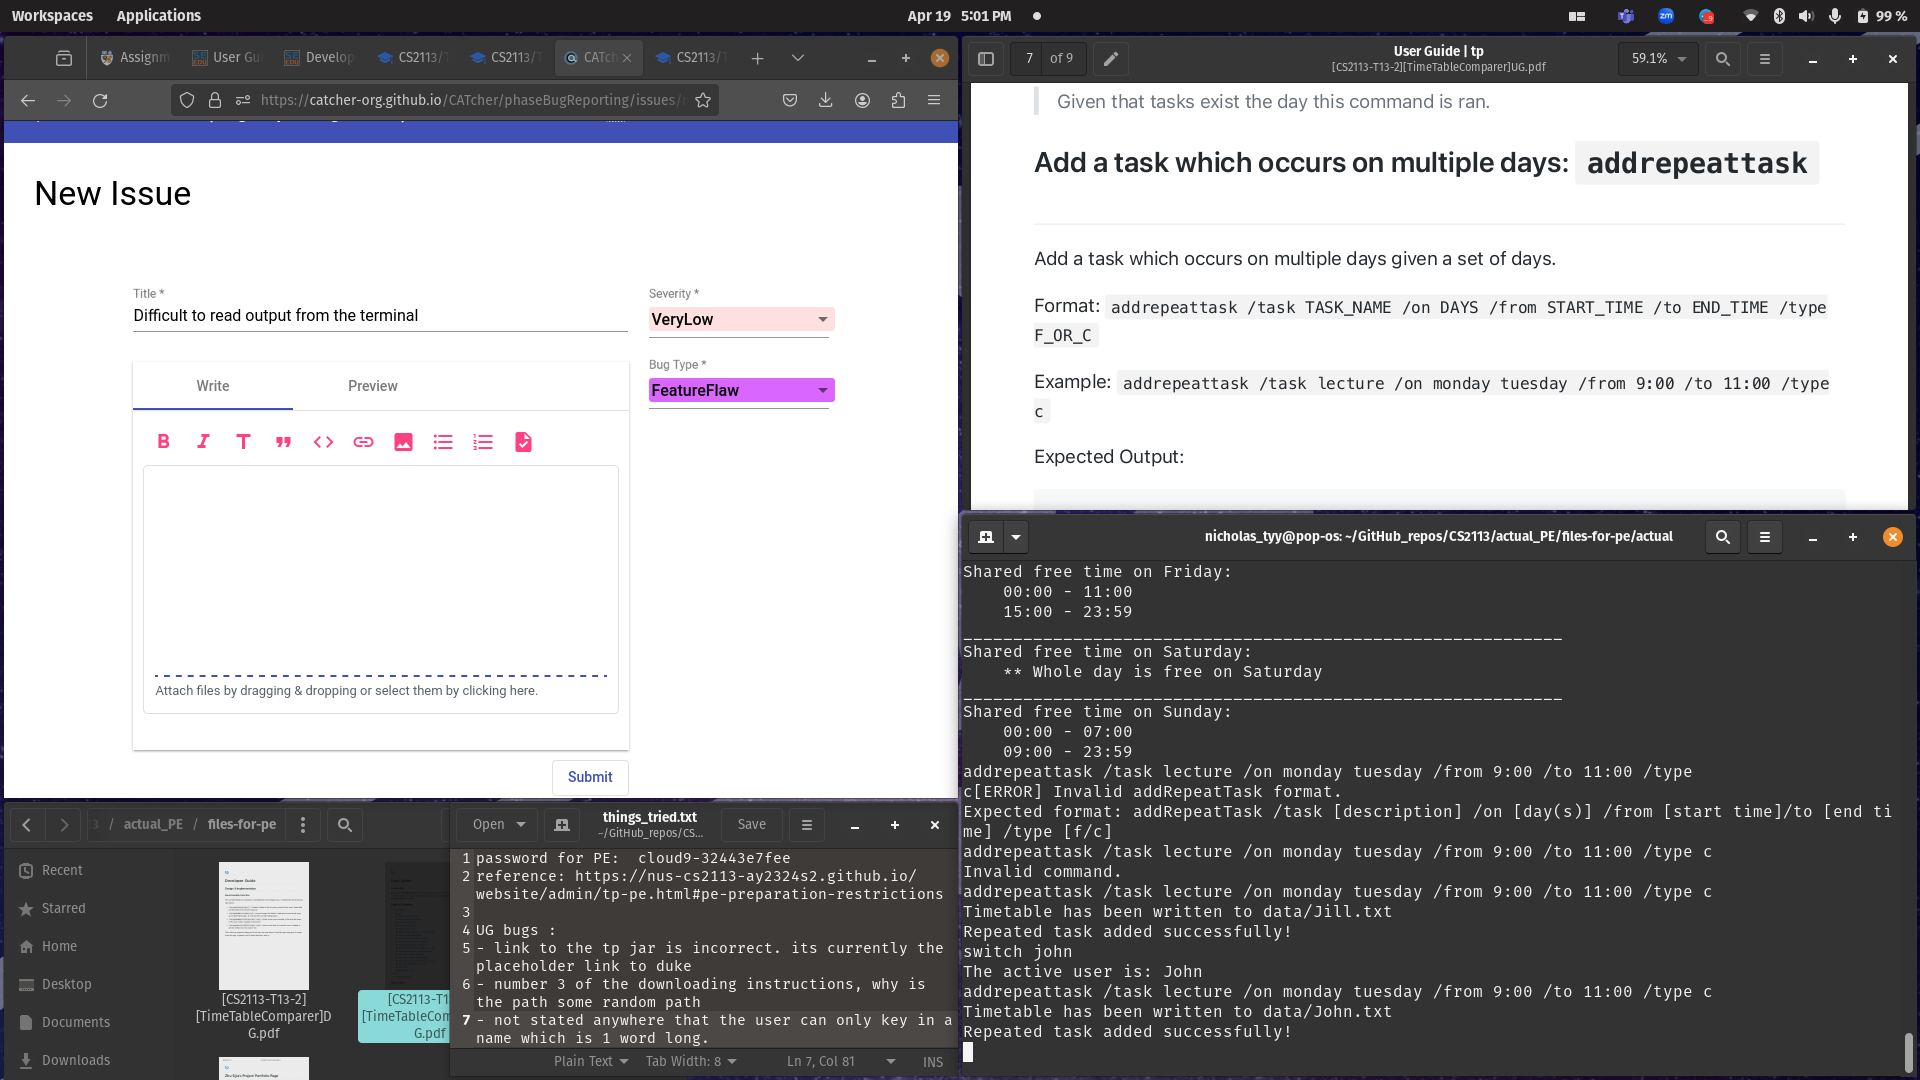 Workspaces Applications Apr 19 5:01 PM 99 %
Assignm User Gu Develop CS2113/T CS2113/T CATch CS2113/T
https://catcher-org.github.io/CATcher/phaseBugReporting/issues/
New Issue
Title *
Difficult to read output from the terminal
Severity *
VeryLow
Bug Type *
FeatureFlaw
Write Preview
Attach files by dragging & dropping or select them by clicking here.
Submit
7 of 9
User Guide | tp
[CS2113-T13-2][TimeTableComparer]UG.pdf
59.1%
Given that tasks exist the day this command is ran.
Add a task which occurs on multiple days: addrepeattask
Add a task which occurs on multiple days given a set of days.
Format: addrepeattask /task TASK_NAME /on DAYS /from START_TIME /to END_TIME /type
F_OR_C
Example: addrepeattask /task lecture /on monday tuesday /from 9:00 /to 11:00 /type
c
Expected Output:
nicholas_tyy@pop-os: ~/GitHub_repos/CS2113/actual_PE/files-for-pe/actual
Shared free time on Friday:
00:00 - 11:00
15:00 - 23:59
____________________________________________________________
Shared free time on Saturday:
** Whole day is free on Saturday
____________________________________________________________
Shared free time on Sunday:
00:00 - 07:00
09:00 - 23:59
addrepeattask /task lecture /on monday tuesday /from 9:00 /to 11:00 /type
c[ERROR] Invalid addRepeatTask format.
Expected format: addRepeatTask /task [description] /on [day(s)] /from [start time]/to [end ti
me] /type [f/c]
addrepeattask /task lecture /on monday tuesday /from 9:00 /to 11:00 /type c
Invalid command.
addrepeattask /task lecture /on monday tuesday /from 9:00 /to 11:00 /type c
Timetable has been written to data/Jill.txt
Repeated task added successfully!
switch john
The active user is: John
addrepeattask /task lecture /on monday tuesday /from 9:00 /to 11:00 /type c
Timetable has been written to data/John.txt
Repeated task added successfully!
/ actual_PE / files-for-pe
Recent
Starred
Home
Desktop
Documents
Downloads
[CS2113-T13-2]
[TimeTableComparer]D
G.pdf
[CS2113-T1
[TimeTableCom
G.pdf
Open
things_tried.txt
~/GitHub_repos/CS...
Save
1 password for PE: cloud9-32443e7fee
2 reference: https://nus-cs2113-ay2324s2.github.io/
website/admin/tp-pe.html#pe-preparation-restrictions
3
4 UG bugs :
5 - link to the tp jar is incorrect. its currently the
placeholder link to duke
6 - number 3 of the downloading instructions, why is
the path some random path
7 - not stated anywhere that the user can only key in a
name which is 1 word long.
Plain Text Tab Width: 8 Ln 7, Col 81 INS